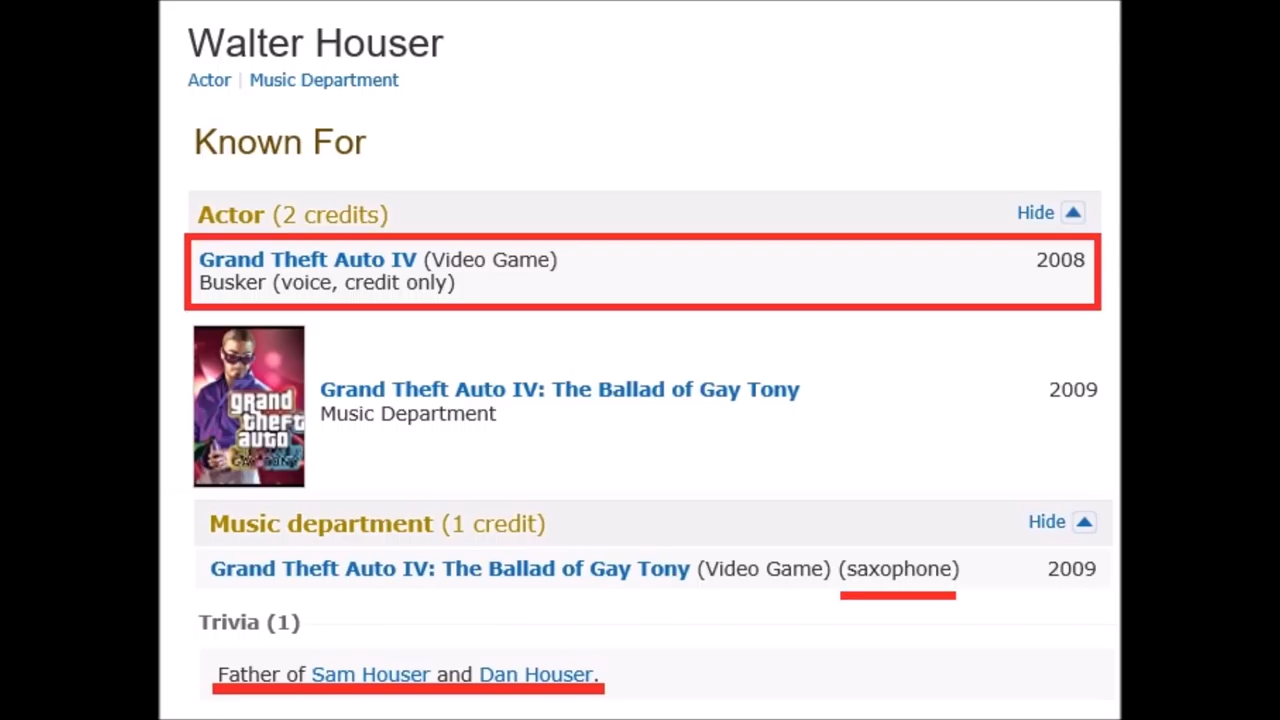 Walter Houser
Actor | Music Department
Known For
Actor (2 credits) Hide
Grand Theft Auto IV (Video Game) 2008
Busker (voice, credit only)
grand
theft
auto
Grand Theft Auto IV: The Ballad of Gay Tony 2009
Music Department
Music department (1 credit) Hide
Grand Theft Auto IV: The Ballad of Gay Tony (Video Game) (saxophone) 2009
Trivia (1)
Father of Sam Houser and Dan Houser.